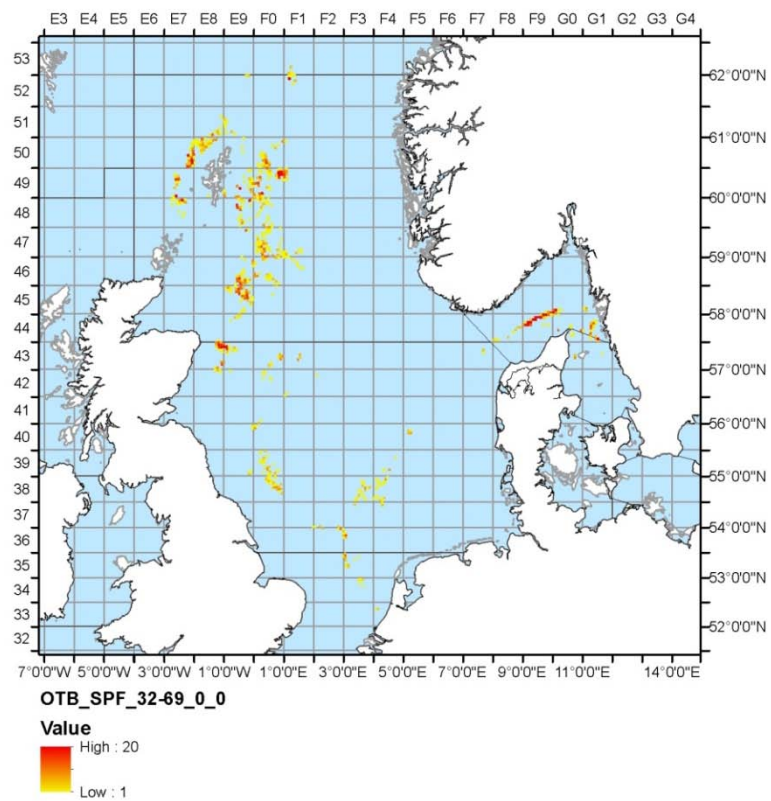 E3 E4 E5 E6 E7 E8 E9 F0 F1 F2 F3 F4 F5 F6 F7 F8 F9 G0 G1 G2 G3 G4
53
62°0'0"N
52
51
61°0'0"N
50
49
60°0'0"N
48
47
59°0'0"N
46
45
58°0'0"N
44
43
57°0'0"N
42
41
56°0'0"N
40
39
55°0'0"N
38
37
54°0'0"N
36
35
53°0'0"N
34
33
52°0'0"N
32
7°0'0"W 4°0'0"W 1°0'0"W 1°0'0"E 3°0'0"E 5°0'0"E 7°0'0"E 9°0'0"E 11°0'0"E 14°0'0"E
OTB_SPF_32-69_0_0
Value
High : 20
Low : 1